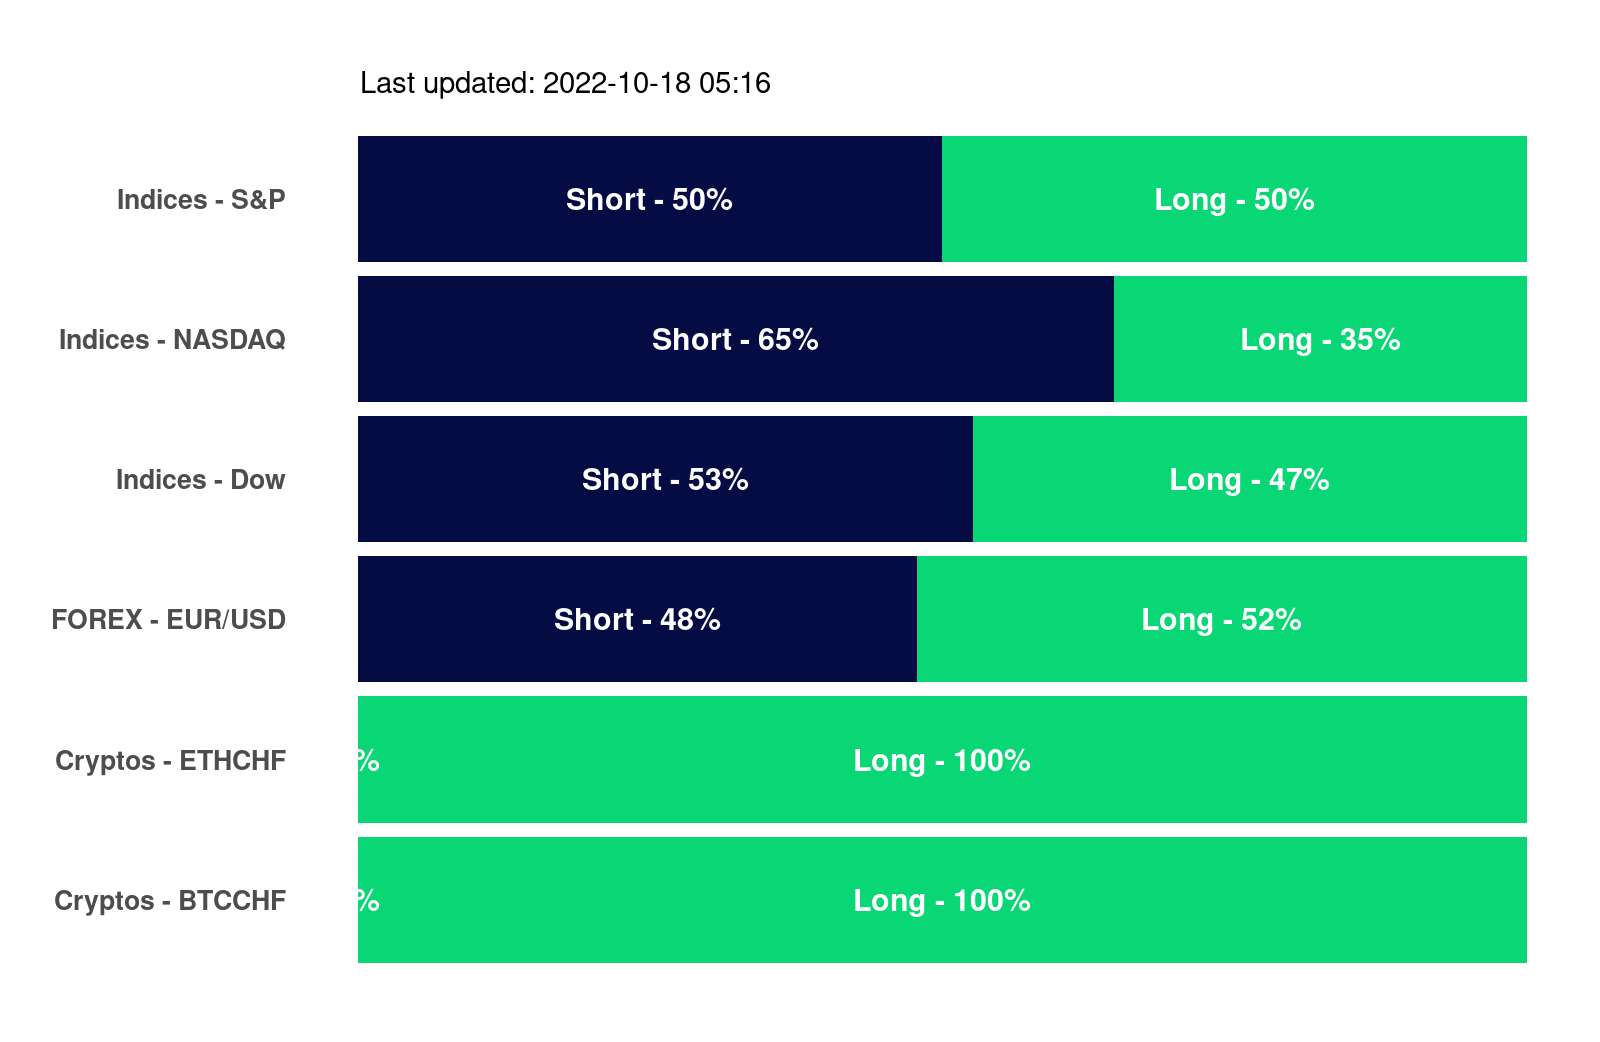 Last updated: 2022-10-18 05:16
Indices - S&P Short - 50% Long - 50%
Indices - NASDAQ Short - 65% Long - 35%
Indices - Dow Short - 53% Long - 47%
FOREX - EUR/USD Short - 48% Long - 52%
Cryptos - ETHCHF % Long - 100%
Cryptos - BTCCHF % Long - 100%